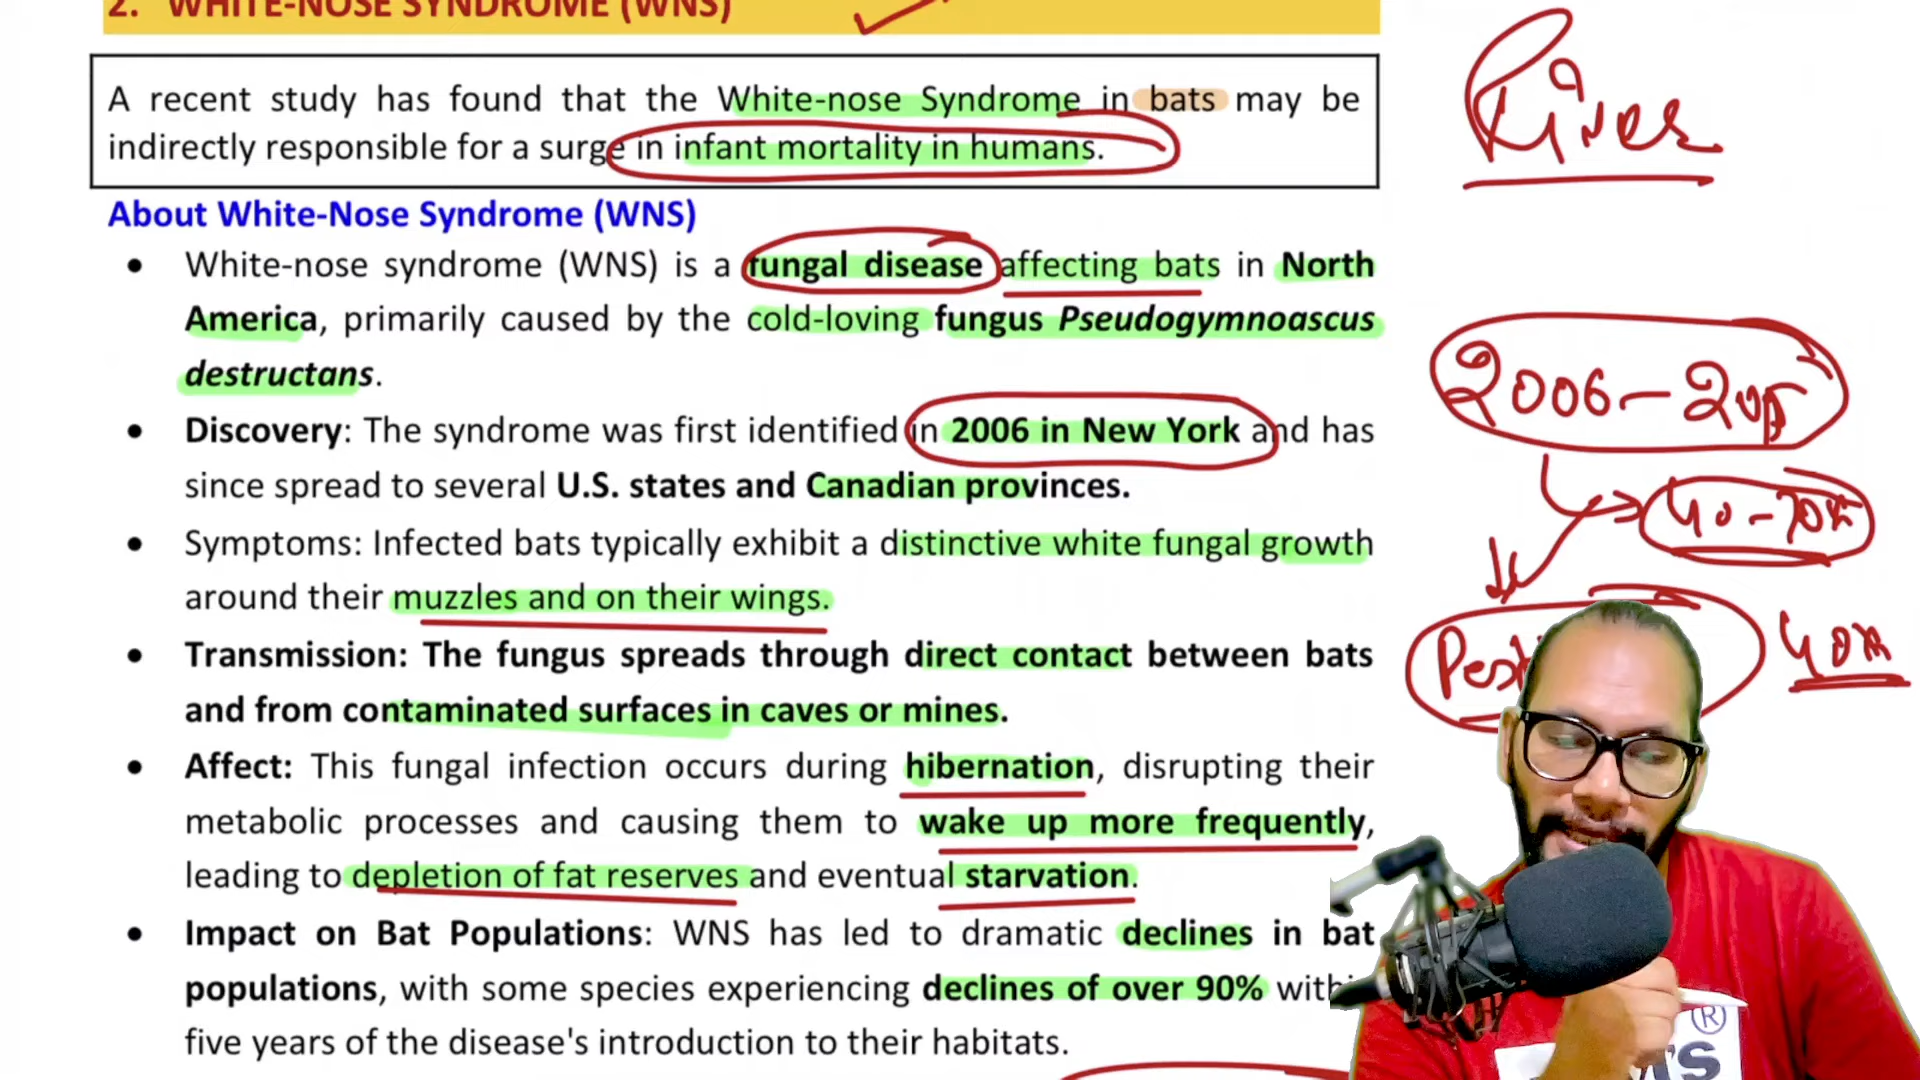 2. WHITE-NOSE SYNDROME (WNS)
A recent study has found that the White-nose Syndrome in bats may be
indirectly responsible for a surge in infant mortality in humans.
About White-Nose Syndrome (WNS)
• White-nose syndrome (WNS) is a fungal disease affecting bats in North
America, primarily caused by the cold-loving fungus Pseudogymnoascus
destructans.
• Discovery: The syndrome was first identified in 2006 in New York and has
since spread to several U.S. states and Canadian provinces.
• Symptoms: Infected bats typically exhibit a distinctive white fungal growth
around their muzzles and on their wings.
• Transmission: The fungus spreads through direct contact between bats
and from contaminated surfaces in caves or mines.
• Affect: This fungal infection occurs during hibernation, disrupting their
metabolic processes and causing them to wake up more frequently,
leading to depletion of fat reserves and eventual starvation.
• Impact on Bat Populations: WNS has led to dramatic declines in bat
populations, with some species experiencing declines of over 90%
five years of the disease's introduction to their habitats.
2006 -
40 -
Pest
®